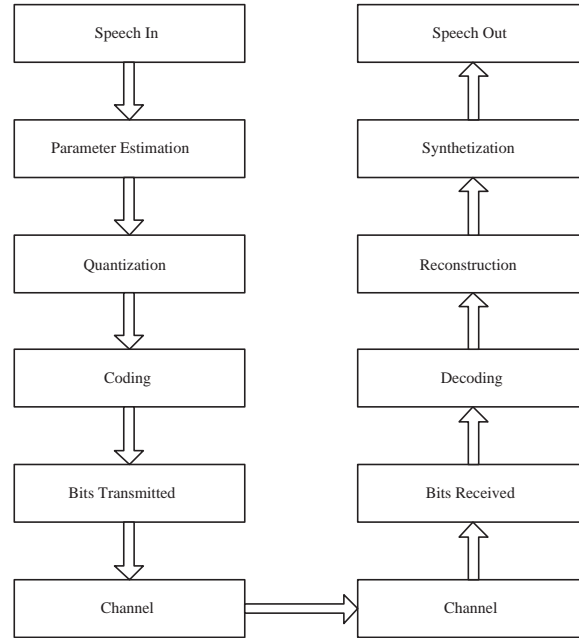 Speech In
Parameter Estimation
Quantization
Coding
Bits Transmitted
Channel
Channel
Bits Received
Decoding
Reconstruction
Synthetization
Speech Out